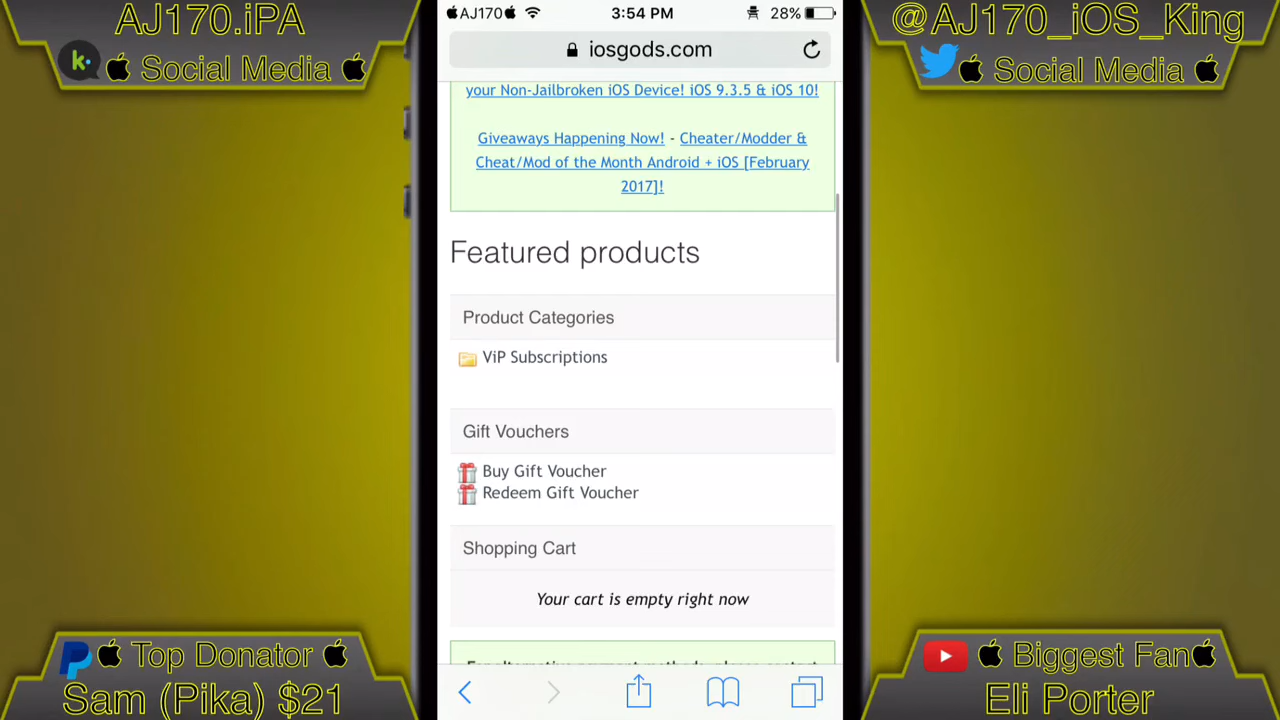 AJ170.iPA
Social Media
AJ170 3:54 PM 28%
iosgods.com
@AJ170_iOS_King
Social Media
your Non-Jailbroken iOS Device! iOS 9.3.5 & iOS 10!
Giveaways Happening Now! - Cheater/Modder &
Cheat/Mod of the Month Android + iOS [February
2017]!
Featured products
Product Categories
ViP Subscriptions
Gift Vouchers
Buy Gift Voucher
Redeem Gift Voucher
Shopping Cart
Your cart is empty right now
Top Donator
Sam (Pika) $21
Biggest Fan
Eli Porter